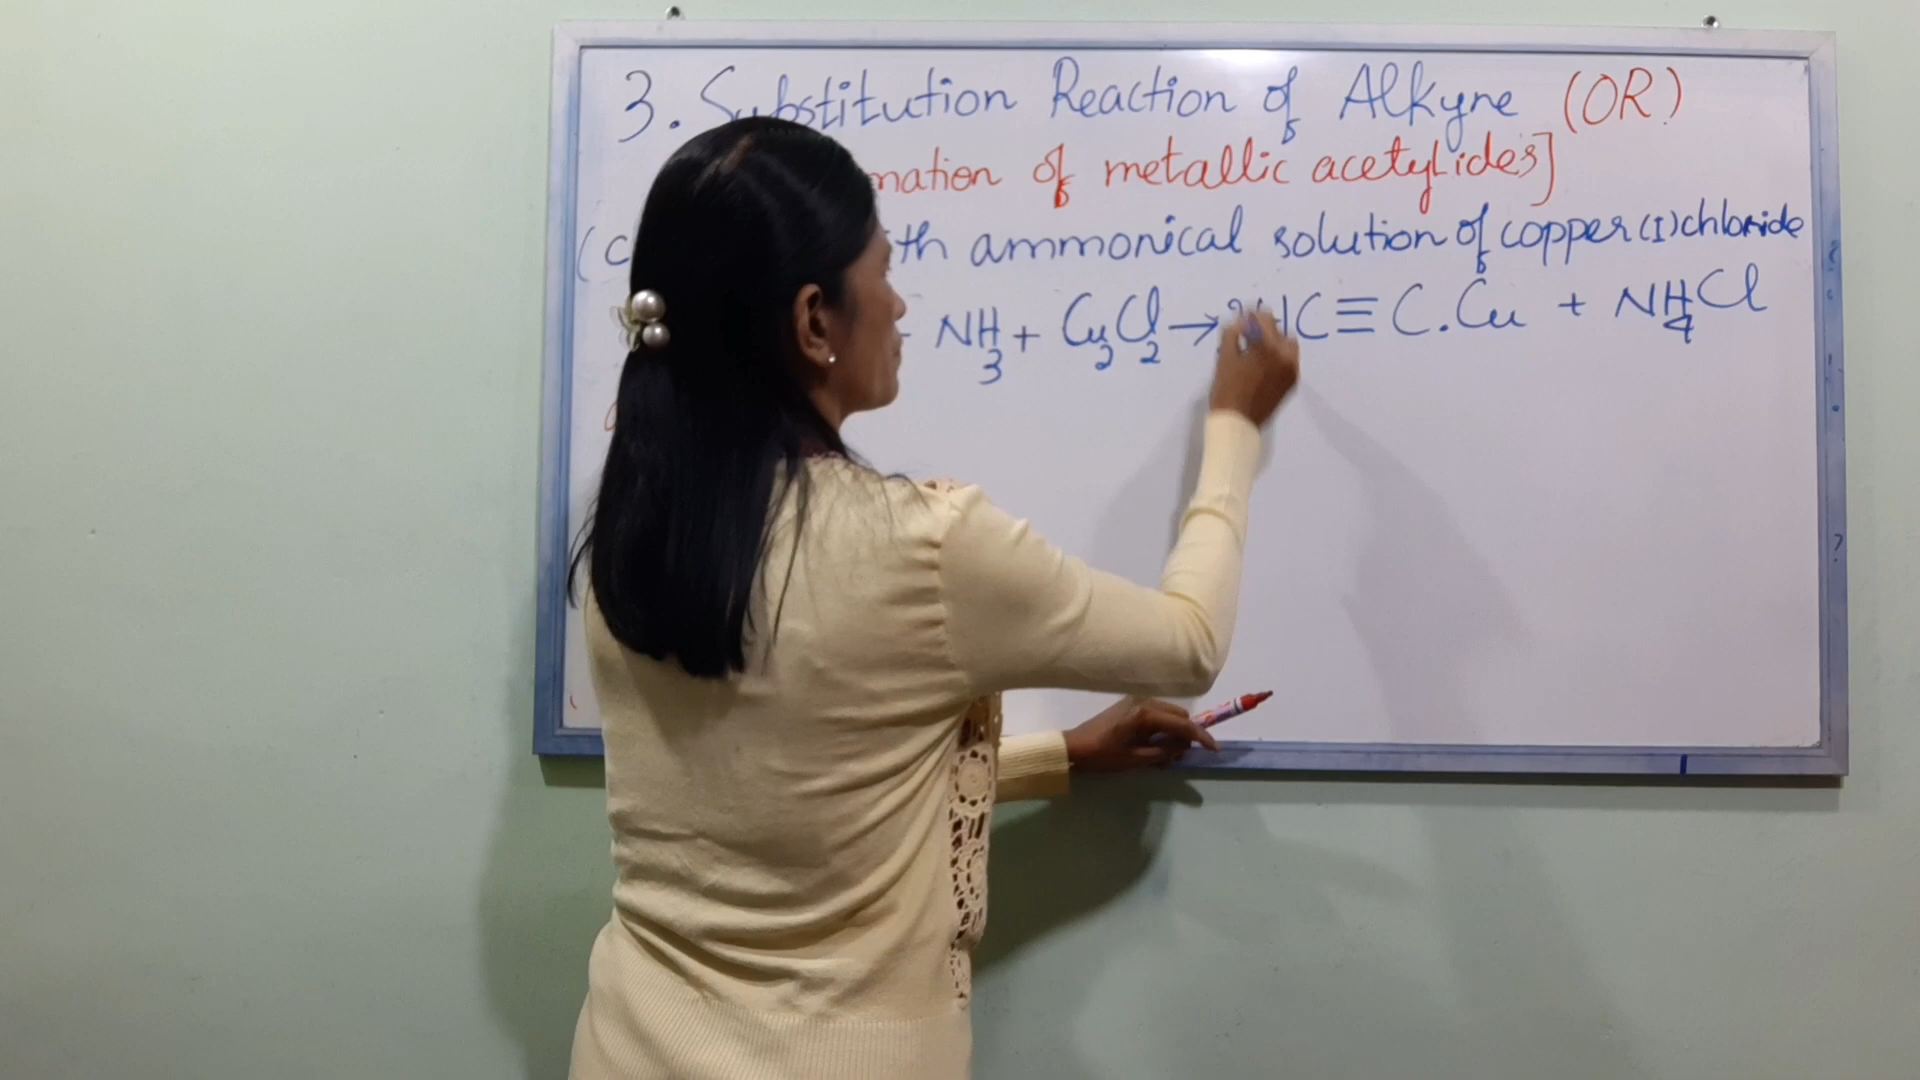 3. Substitution Reaction of Alkyne (OR)
mation of metallic acetylides]
(c th ammonical solution of copper (I) chloride
NH3 + Cu2Cl2 → 2HC≡C.Cu + NH4Cl